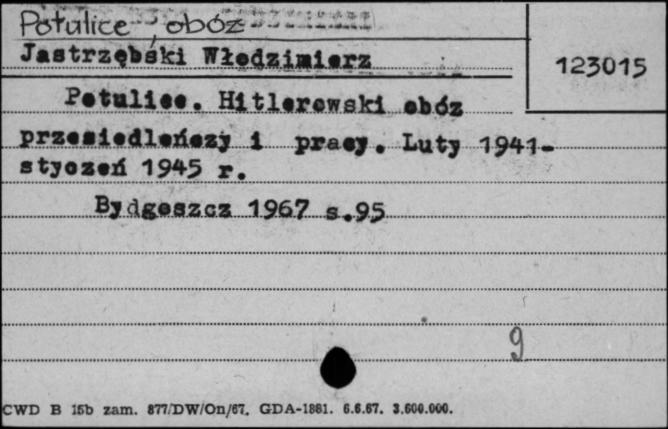 Potulice, obóz
Jastrzębski Włodzimierz
123015
Potulice. Hitlerowski obóz
przesiedleńczy i pracy. Luty 1941-
styczeń 1945 r.
Bydgoszcz 1967 s.95
9
CWD B 15b zam. 877/DW/On/67. GDA-1881. 6.6.67. 3.600.000.